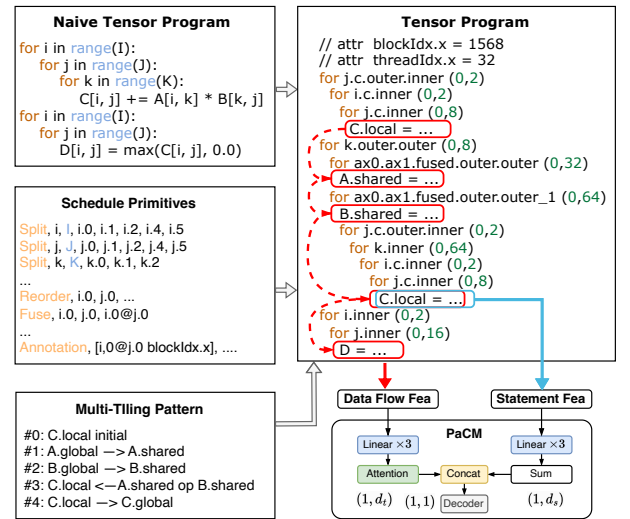 Naive Tensor Program
for i in range(I):
for j in range(J):
for k in range(K):
C[i, j] += A[i, k] * B[k, j]
for i in range(I):
for j in range(J):
D[i, j] = max(C[i, j], 0.0)
Schedule Primitives
Split, i, I, i.0, i.1, i.2, i.4, i.5
Split, j, J, j.0, j.1, j.2, j.4, j.5
Split, k, K, k.0, k.1, k.2
...
Reorder, i.0, j.0, ...
Fuse, i.0, j.0, i.0@j.0
...
Annotation, [i,0@j.0 blockIdx.x], ....
Multi-TIling Pattern
#0: C.local initial
#1: A.global —> A.shared
#2: B.global —> B.shared
#3: C.local <—A.shared op B.shared
#4: C.local —> C.global
Tensor Program
// attr blockIdx.x = 1568
// attr threadIdx.x = 32
for j.c.outer.inner (0,2)
for i.c.inner (0,2)
for j.c.inner (0,8)
C.local = ...
for k.outer.outer (0,8)
for ax0.ax1.fused.outer.outer (0,32)
A.shared = ...
for ax0.ax1.fused.outer.outer_1 (0,64)
B.shared = ...
for j.c.outer.inner (0,2)
for k.inner (0,64)
for i.c.inner (0,2)
for j.c.inner (0,8)
C.local = ...
for i.inner (0,2)
for j.inner (0,16)
D = ...
Data Flow Fea
Statement Fea
PaCM
Linear ×3
Linear ×3
Attention
Concat
Sum
(1, d_t)
(1, 1)
Decoder
(1, d_s)